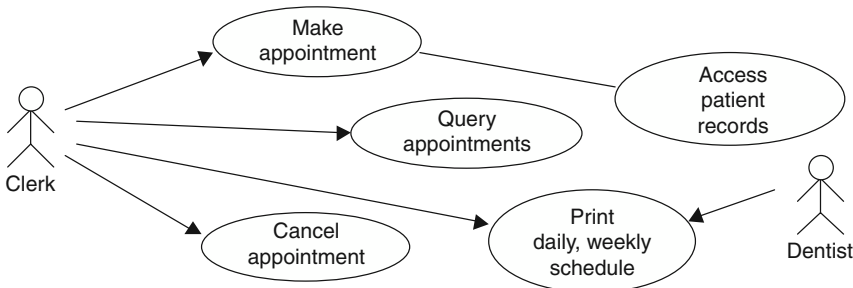 Make
appointment
Access
patient
records
Query
appointments
Clerk
Cancel
appointment
Print
daily, weekly
schedule
Dentist